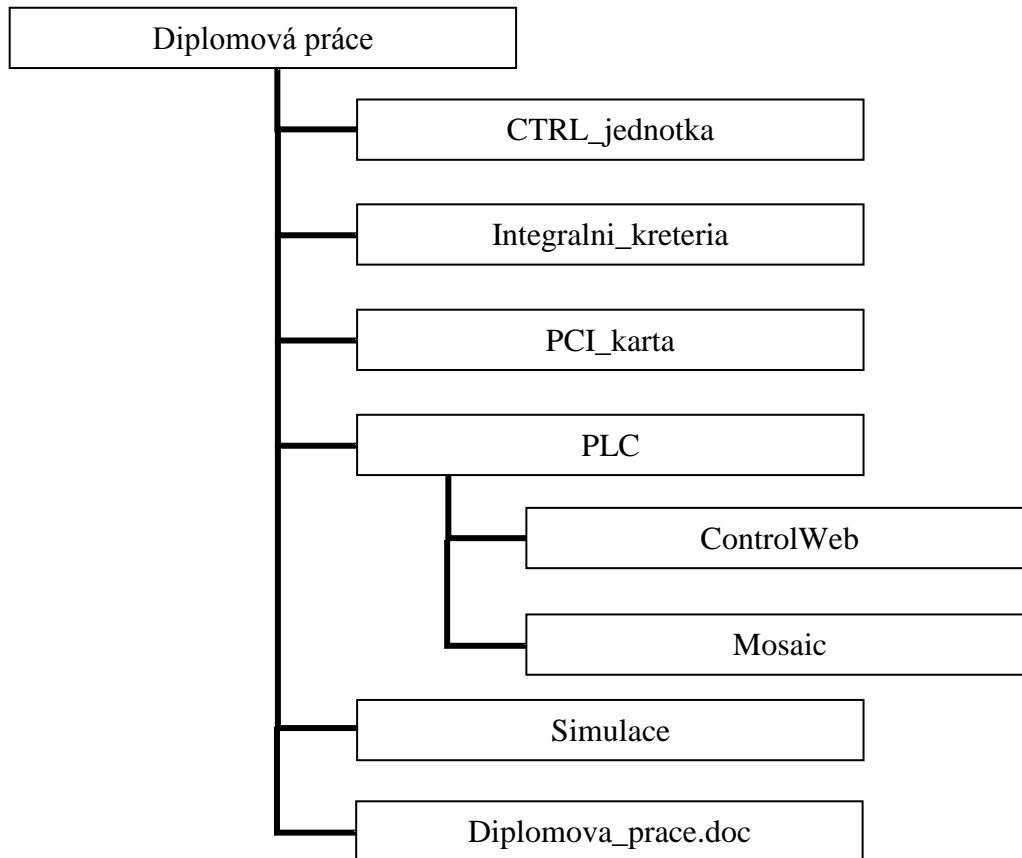 Diplomová práce
CTRL_jednotka
Integralni_kreteria
PCI_karta
PLC
ControlWeb
Mosaic
Simulace
Diplomova_prace.doc